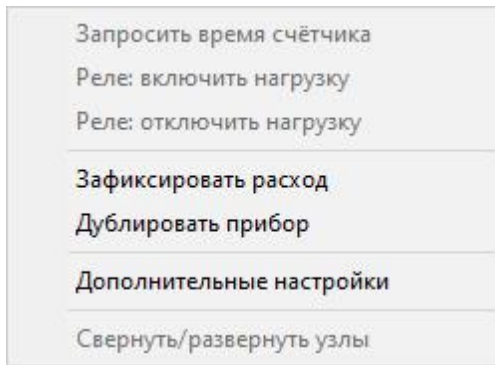 Запросить время счётчика
Реле: включить нагрузку
Реле: отключить нагрузку
Зафиксировать расход
Дублировать прибор
Дополнительные настройки
Свернуть/развернуть узлы